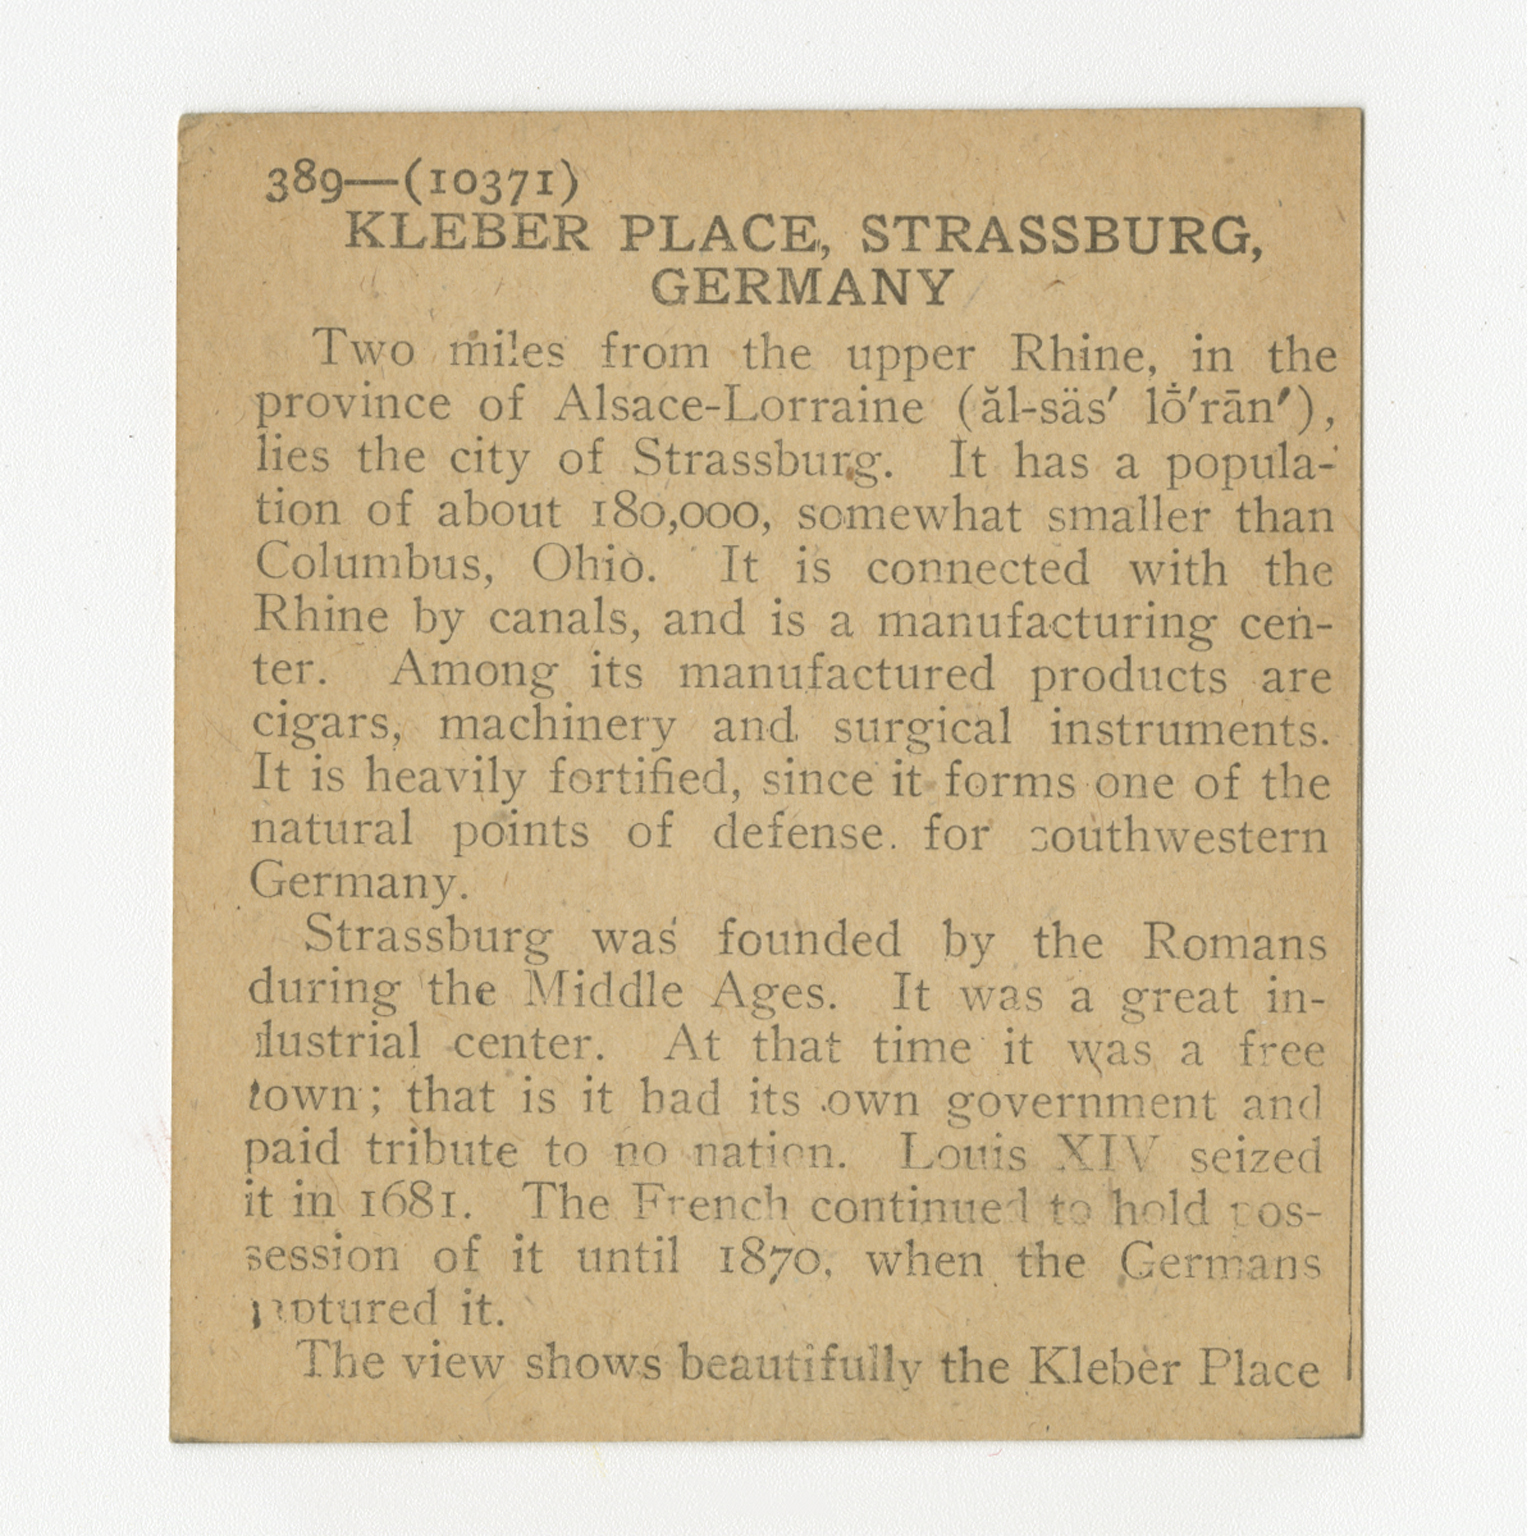 389—(10371)
KLEBER PLACE, STRASSBURG,
GERMANY
Two miles from the upper Rhine, in the
province of Alsace-Lorraine (ăl-säs′ lȱ′rān′),
lies the city of Strassburg. It has a popula-
tion of about 180,000, somewhat smaller than
Columbus, Ohio. It is connected with the
Rhine by canals, and is a manufacturing cen-
ter. Among its manufactured products are
cigars, machinery and surgical instruments.
It is heavily fortified, since it forms one of the
natural points of defense for southwestern
Germany.
Strassburg was founded by the Romans
during the Middle Ages. It was a great in-
dustrial center. At that time it was a free
town; that is it had its own government and
paid tribute to no nation. Louis XIV seized
it in 1681. The French continued to hold pos-
session of it until 1870, when the Germans
it.
The view shows beautifully the Kleber Place